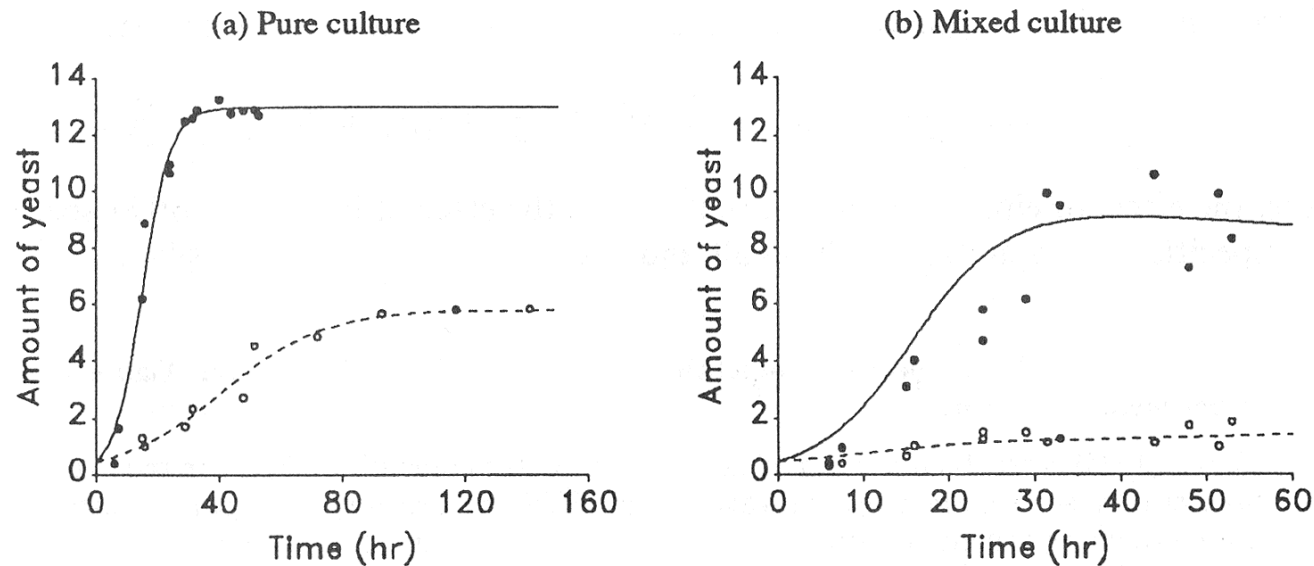 (a) Pure culture
14
12
10
8
6
4
2
0
Amount of yeast
0 40 80 120 160
Time (hr)
(b) Mixed culture
14
12
10
8
6
4
2
0
Amount of yeast
0 10 20 30 40 50 60
Time (hr)